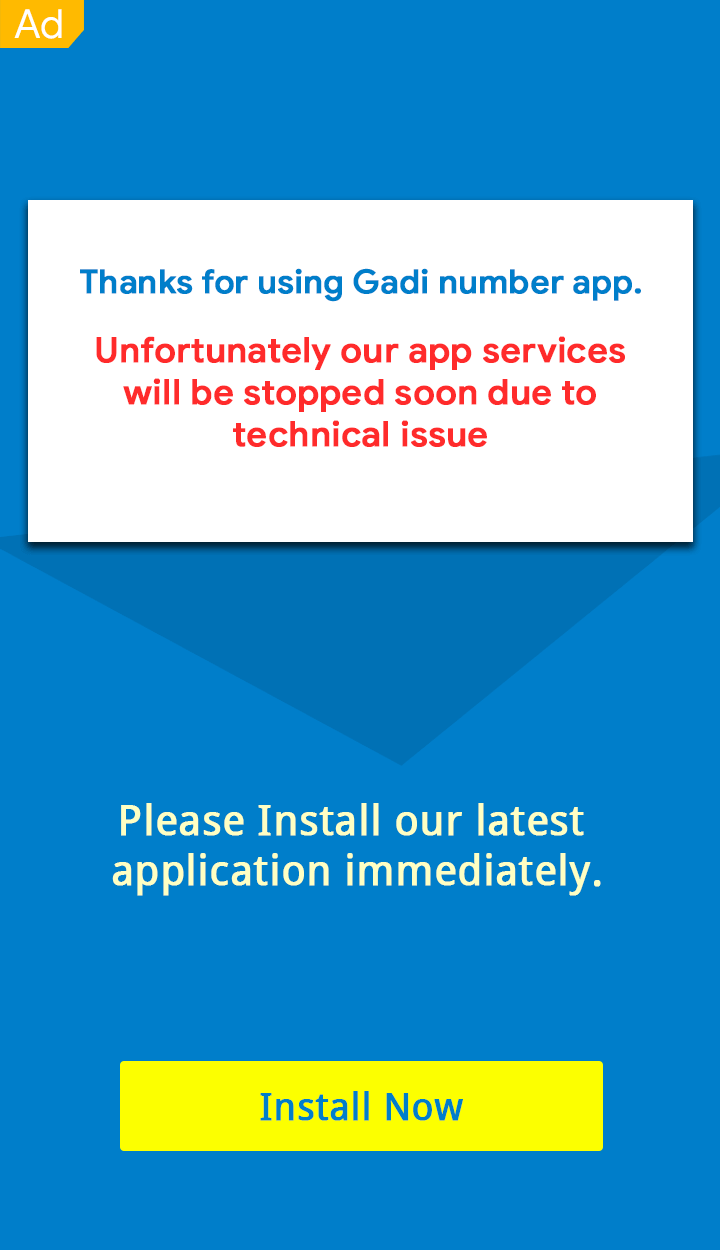 Ad
Thanks for using Gadi number app.
Unfortunately our app services
will be stopped soon due to
technical issue
Please Install our latest
application immediately.
Install Now